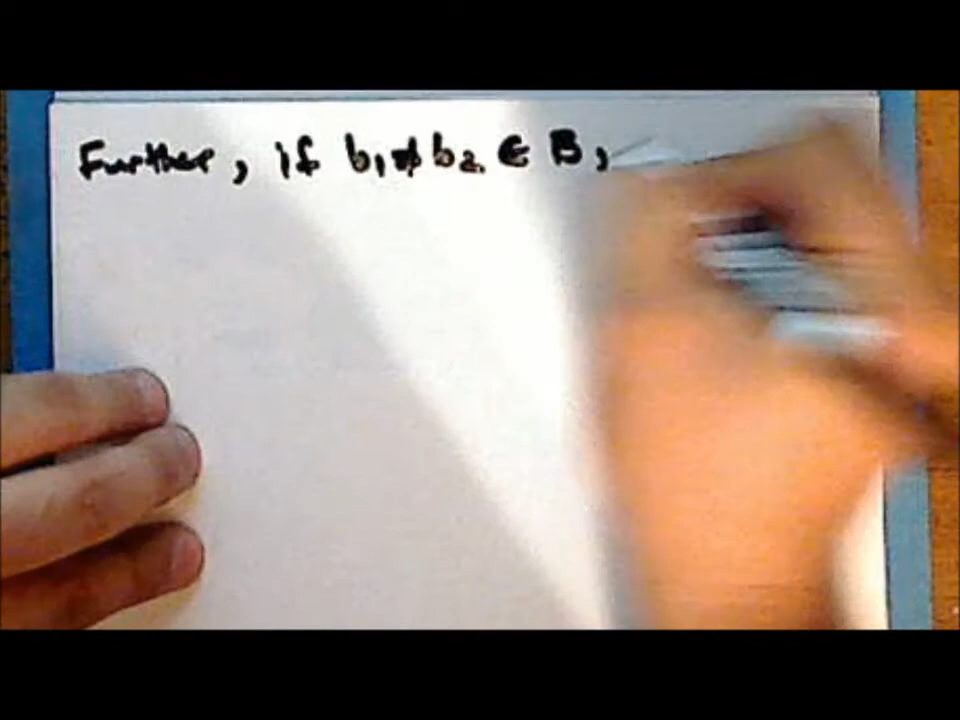 Further, if b₁ ≠ b₂ ∈ B,